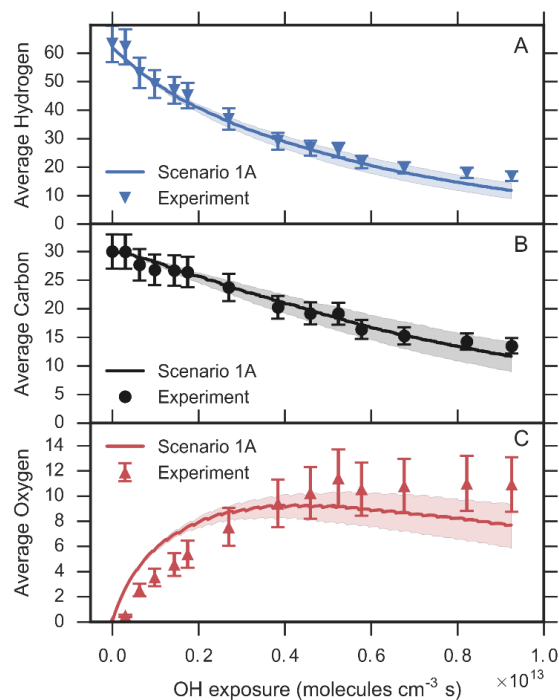 A
Average Hydrogen
60
50
40
30
20
10
0
Scenario 1A
Experiment
B
Average Carbon
30
25
20
15
10
5
0
Scenario 1A
Experiment
C
Average Oxygen
14
12
10
8
6
4
2
0
Scenario 1A
Experiment
0.0 0.2 0.4 0.6 0.8 1.0
×10¹³
OH exposure (molecules cm⁻³ s)